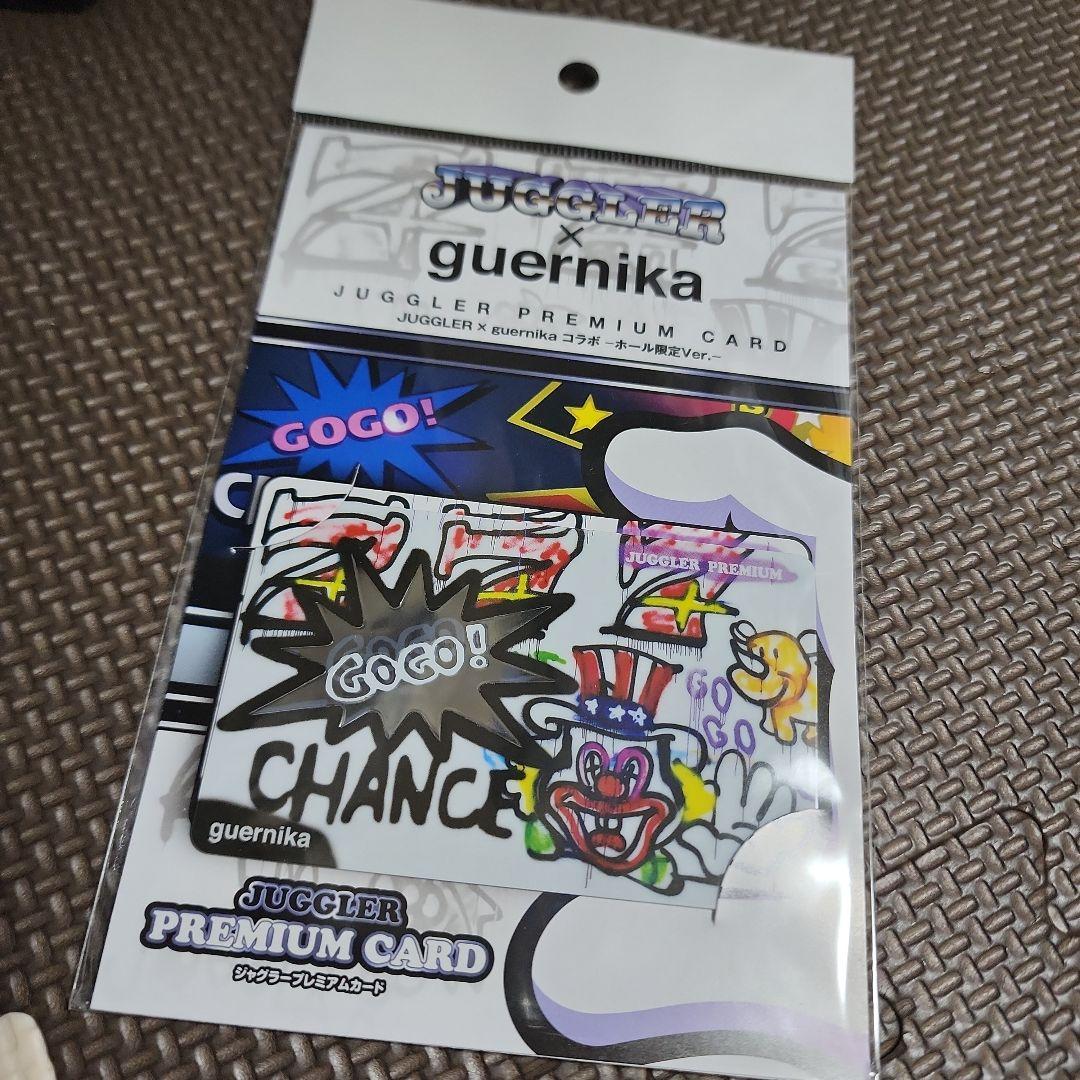 JUGGLER
×
guernika
JUGGLER PREMIUM CARD
JUGGLER × guernika コラボ -ホール限定Ver.-
GOGO!
C
JUGGLER PREMIUM
GOGO!
GO
GO
CHANCE
guernika
JUGGLER
PREMIUM CARD
ジャグラープレミアムカード